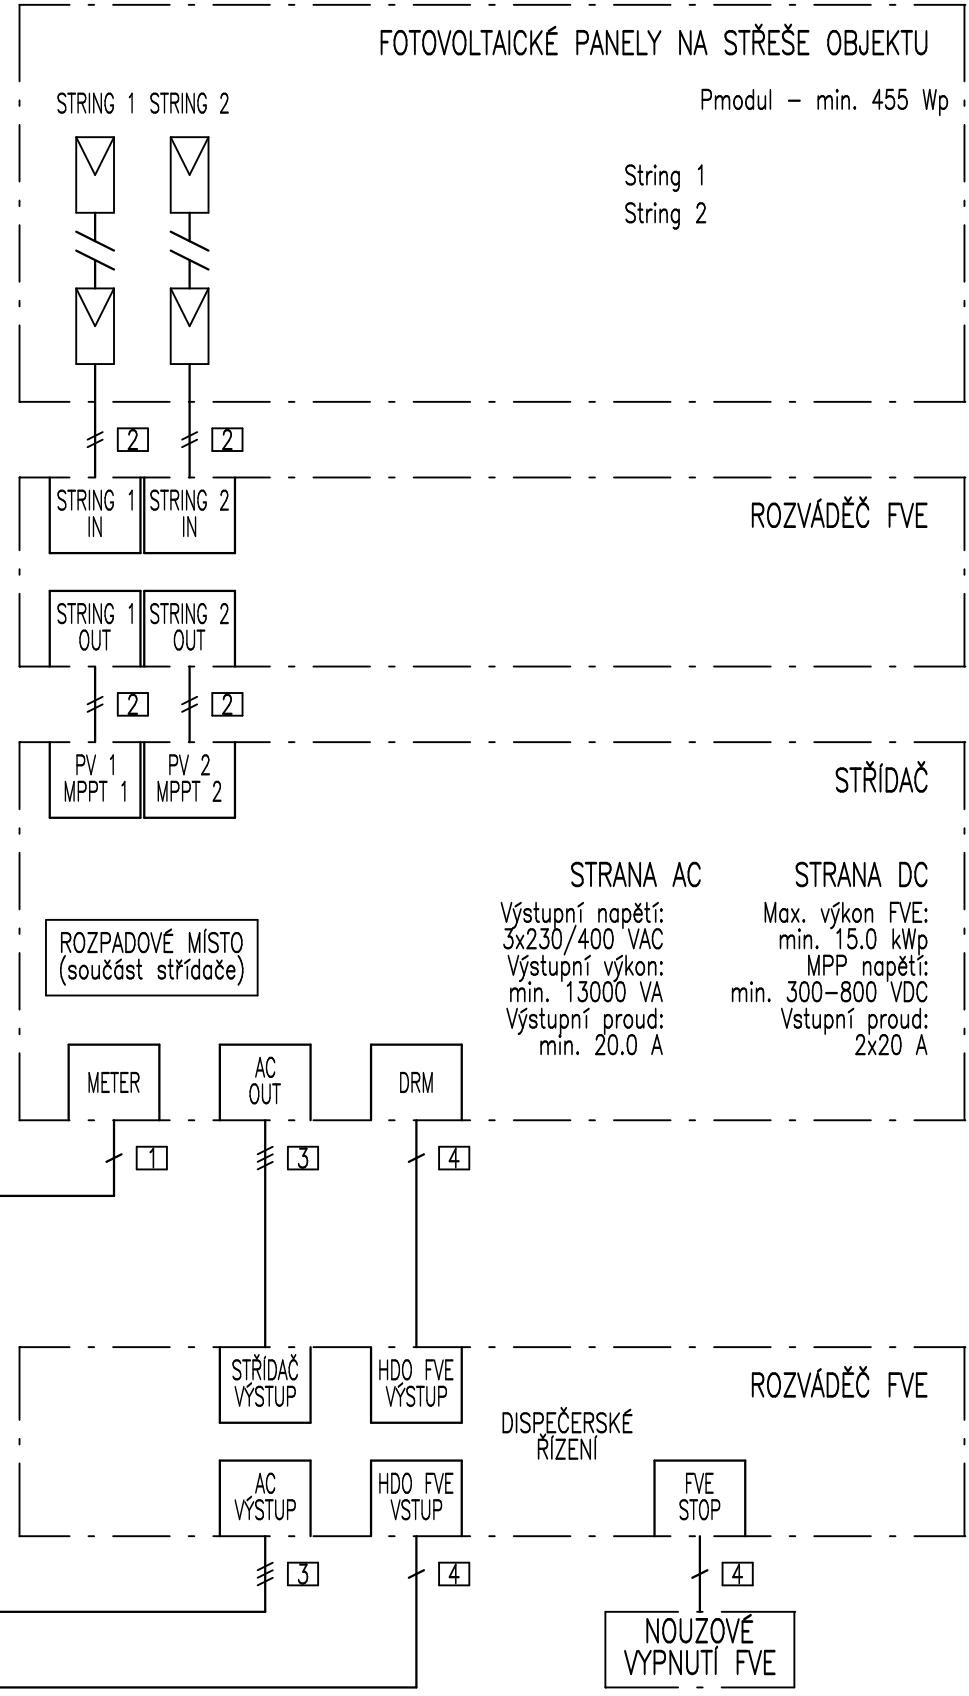 FOTOVOLTAICKÉ PANELY NA STŘEŠE OBJEKTU
Pmodul – min. 455 Wp
STRING 1
STRING 2
String 1
String 2
2
2
STRING 1
IN
STRING 2
IN
ROZVÁDĚČ FVE
STRING 1
OUT
STRING 2
OUT
2
2
PV 1
MPPT 1
PV 2
MPPT 2
STŘÍDAČ
STRANA AC
Výstupní napětí:
3x230/400 VAC
Výstupní výkon:
min. 13000 VA
Výstupní proud:
min. 20.0 A
STRANA DC
Max. výkon FVE:
min. 15.0 kWp
MPP napětí:
min. 300–800 VDC
Vstupní proud:
2x20 A
ROZPADOVÉ MÍSTO
(součást střídače)
METER
AC
OUT
DRM
1
3
4
STŘÍDAČ
VÝSTUP
HDO FVE
VÝSTUP
ROZVÁDĚČ FVE
DISPEČERSKÉ
ŘÍZENÍ
AC
VÝSTUP
HDO FVE
VSTUP
FVE
STOP
3
4
4
NOUZOVÉ
VYPNUTÍ FVE